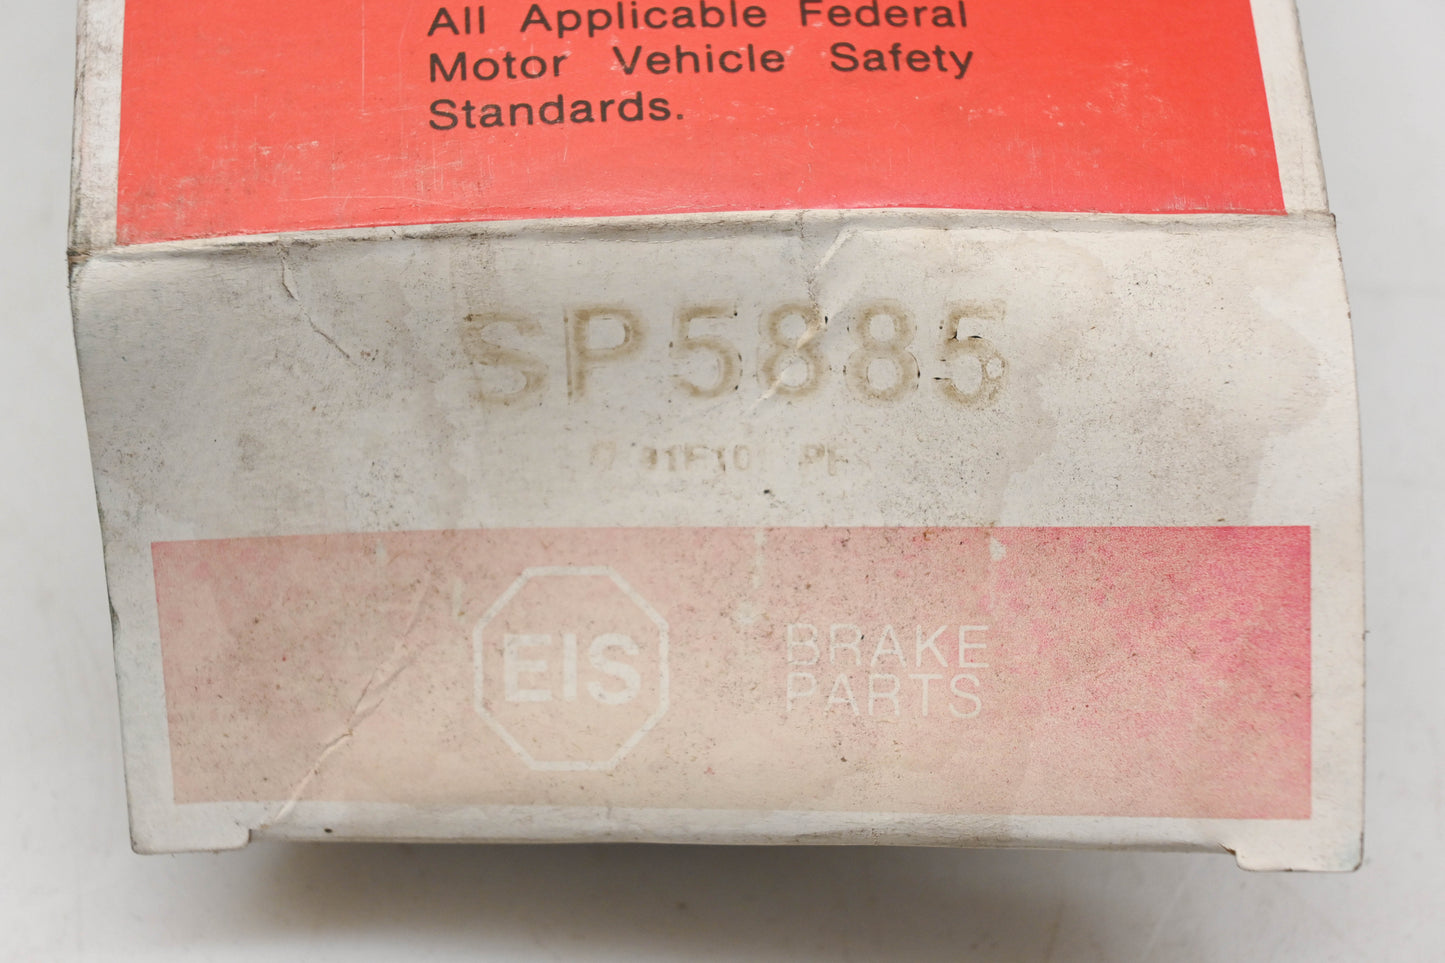 All Applicable Federal
Motor Vehicle Safety
Standards.
SP5885
EIS
BRAKE
PARTS